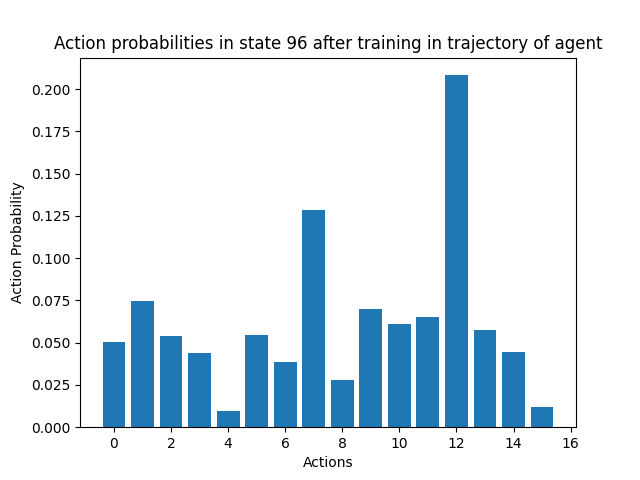 Action probabilities in state 96 after training in trajectory of agent
0.200
0.175
0.150
0.125
0.100
0.075
0.050
0.025
0.000
Action Probability
0 2 4 6 8 10 12 14 16
Actions